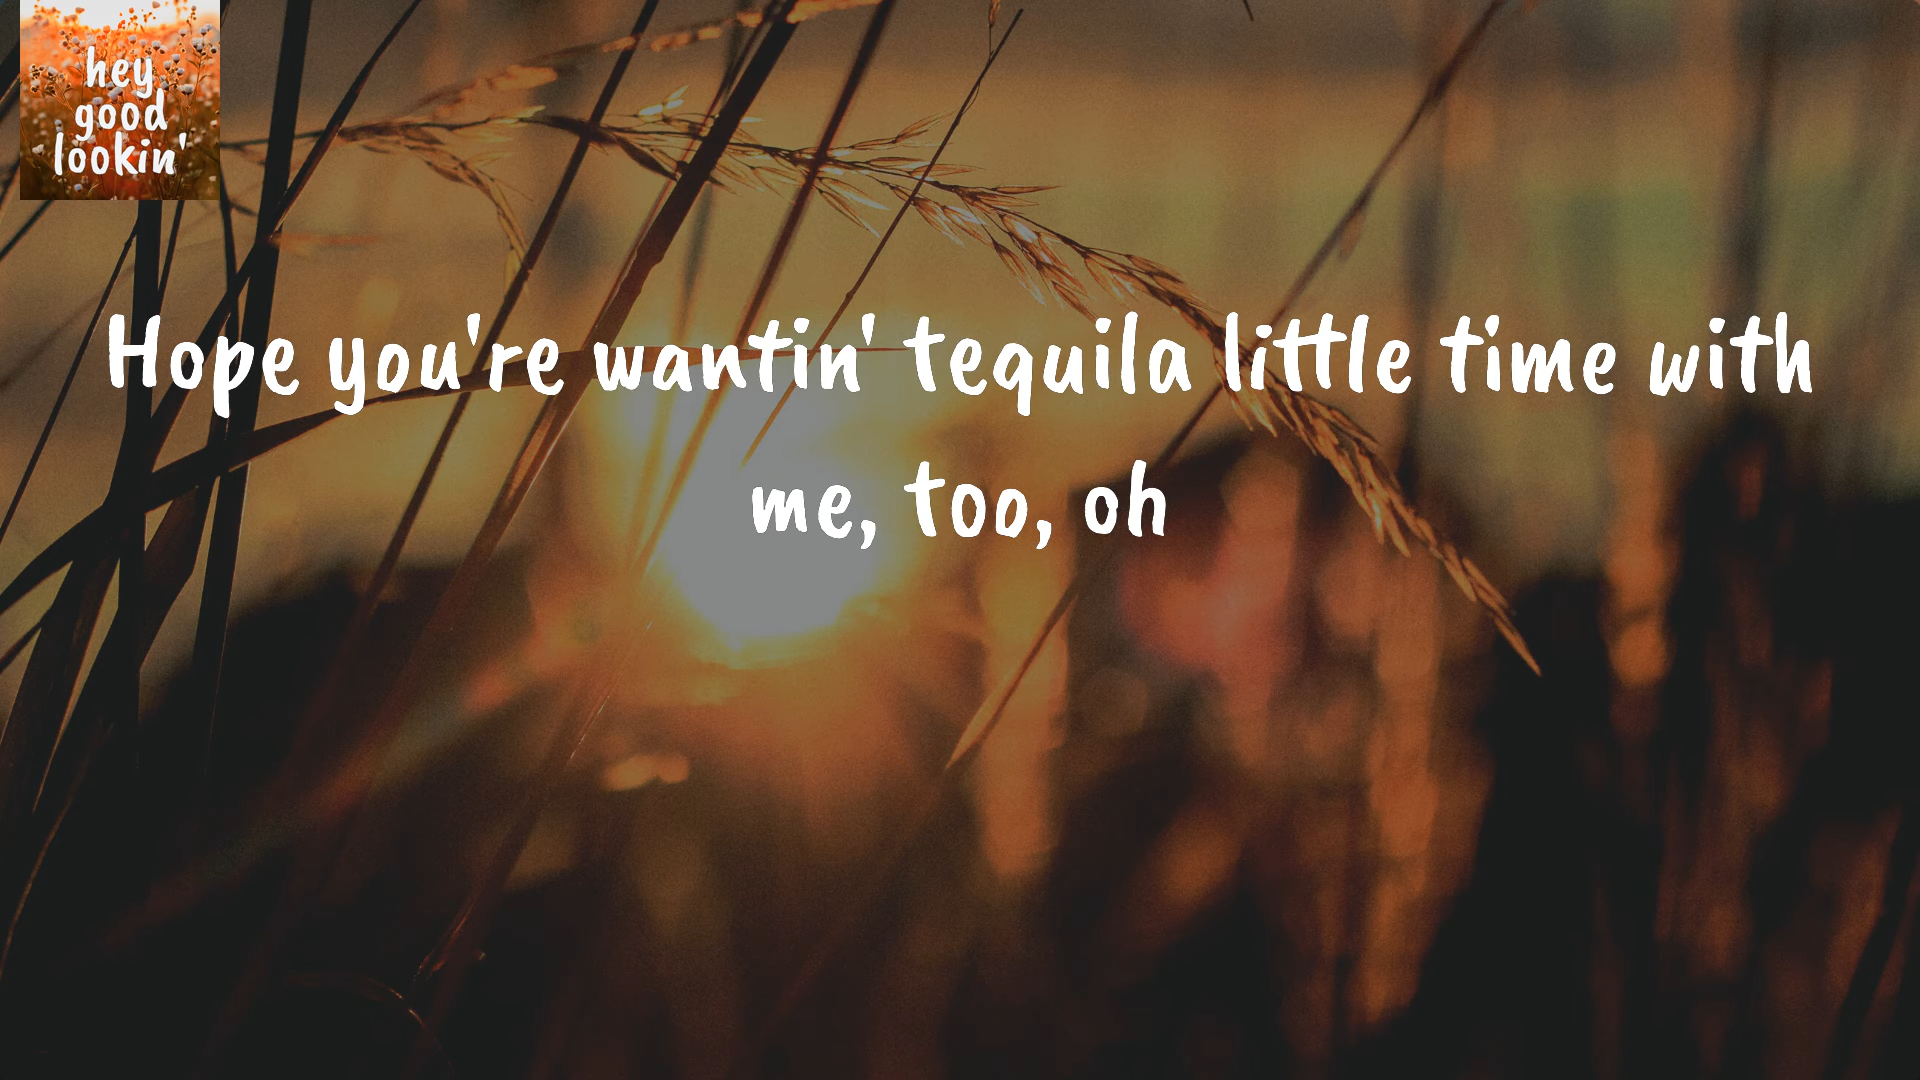 hey
good
lookin'
Hope you're wantin' tequila little time with
me, too, oh